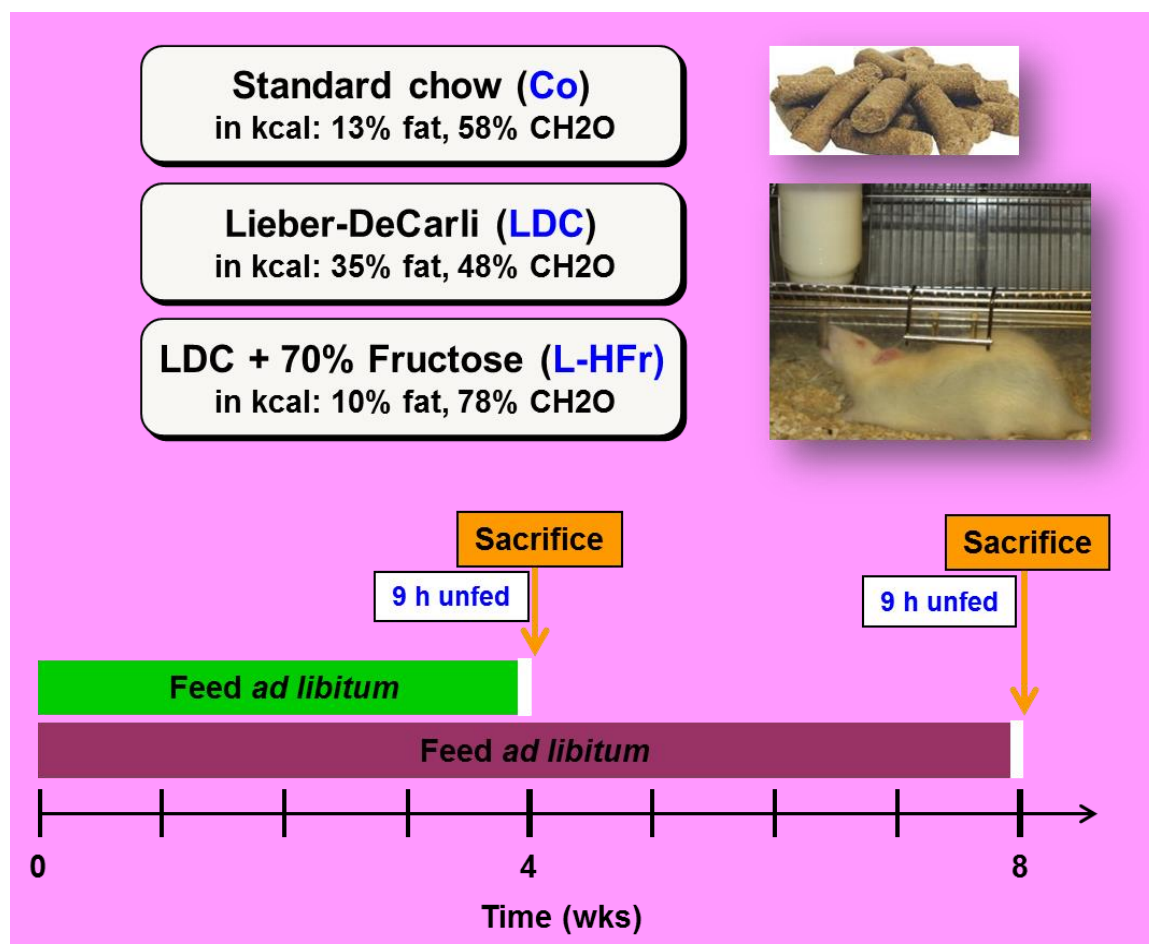 Standard chow (Co)
in kcal: 13% fat, 58% CH2O
Lieber-DeCarli (LDC)
in kcal: 35% fat, 48% CH2O
LDC + 70% Fructose (L-HFr)
in kcal: 10% fat, 78% CH2O
Sacrifice
9 h unfed
Sacrifice
9 h unfed
Feed ad libitum
Feed ad libitum
0 4 8
Time (wks)